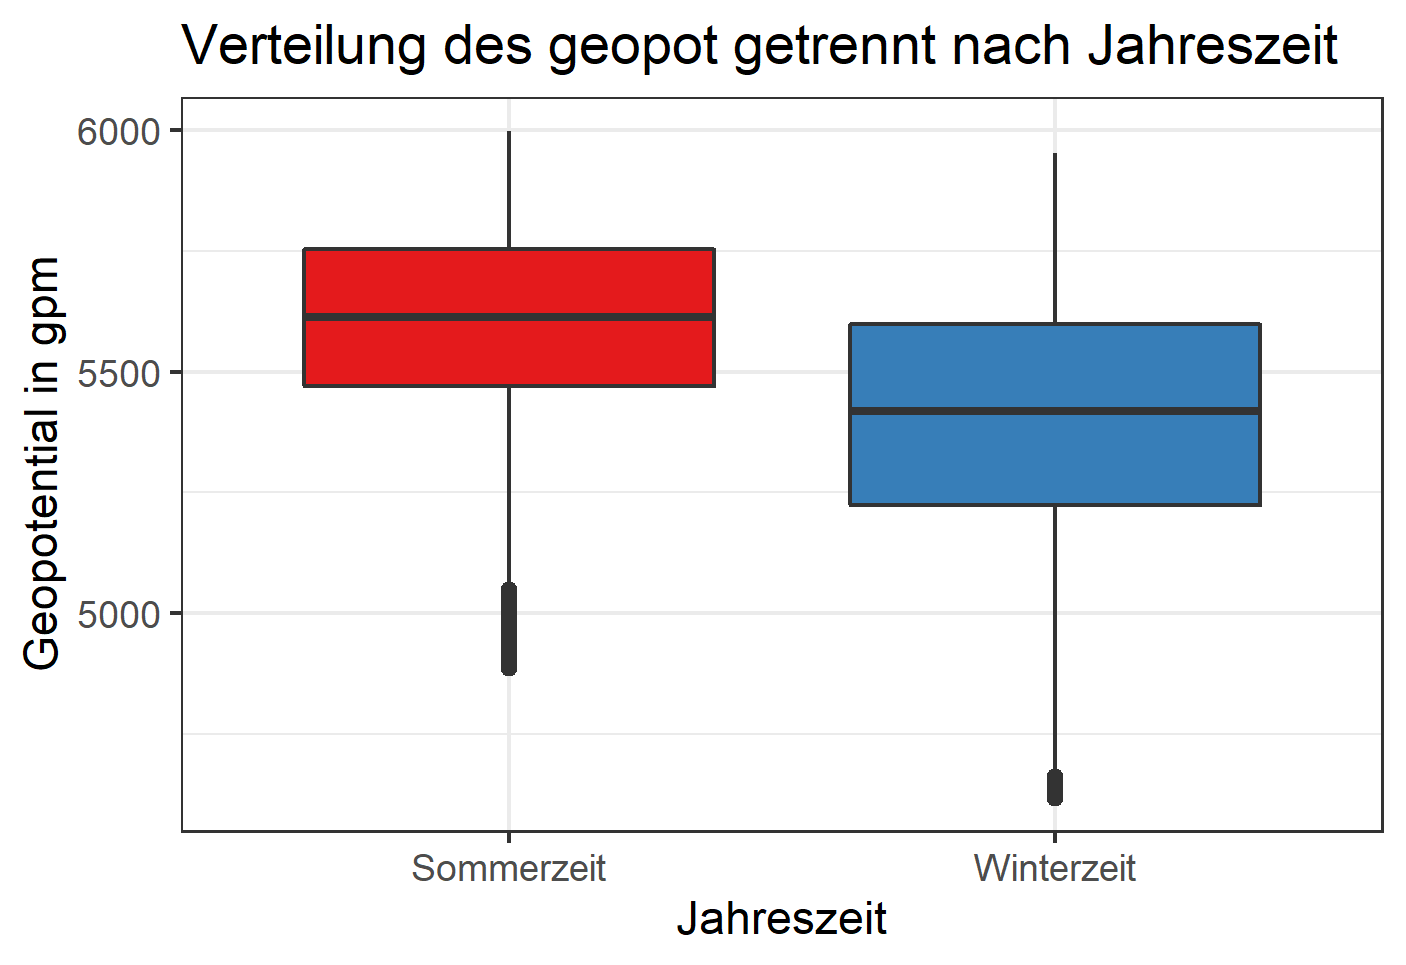 Verteilung des geopot getrennt nach Jahreszeit
Geopotential in gpm
6000
5500
5000
Sommerzeit
Winterzeit
Jahreszeit